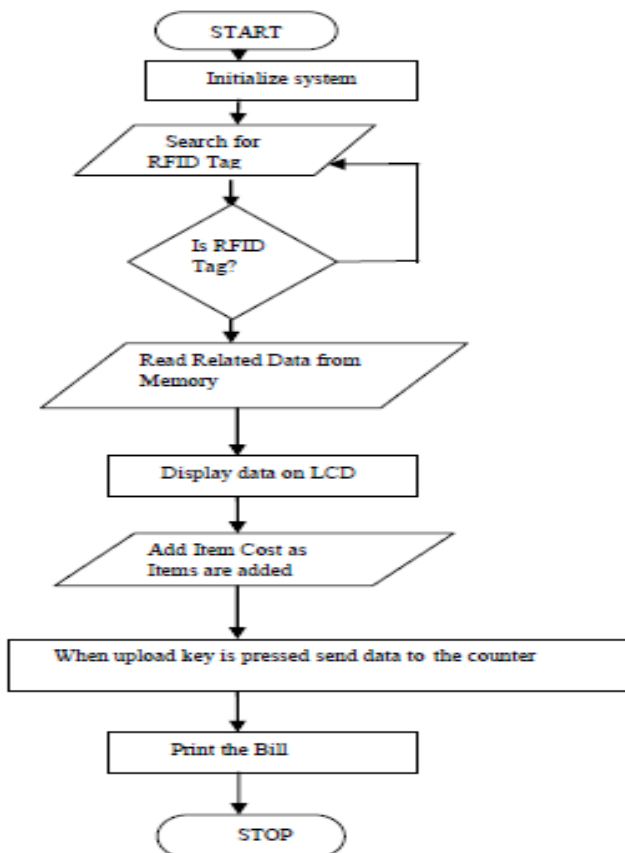 START
Initialize system
Search for
RFID Tag
Is RFID
Tag?
Read Related Data from
Memory
Display data on LCD
Add Item Cost as
Items are added
When upload key is pressed send data to the counter
Print the Bill
STOP